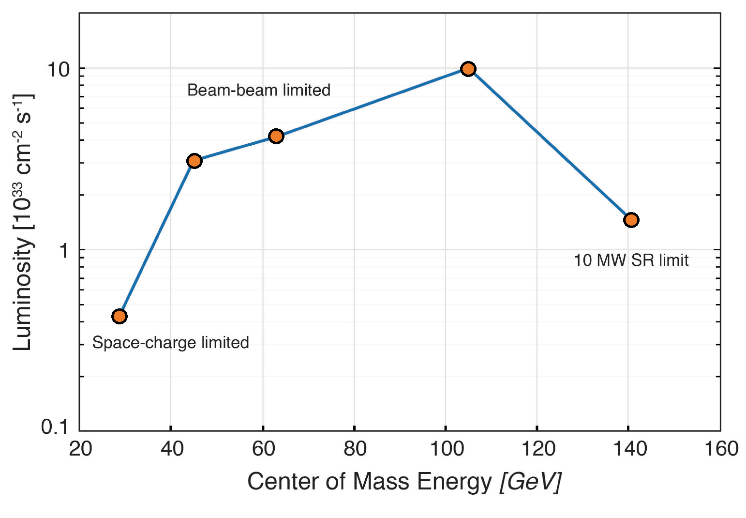 10
Beam-beam limited
Luminosity [10³³ cm⁻² s⁻¹]
1
10 MW SR limit
Space-charge limited
0.1
20 40 60 80 100 120 140 160
Center of Mass Energy [GeV]